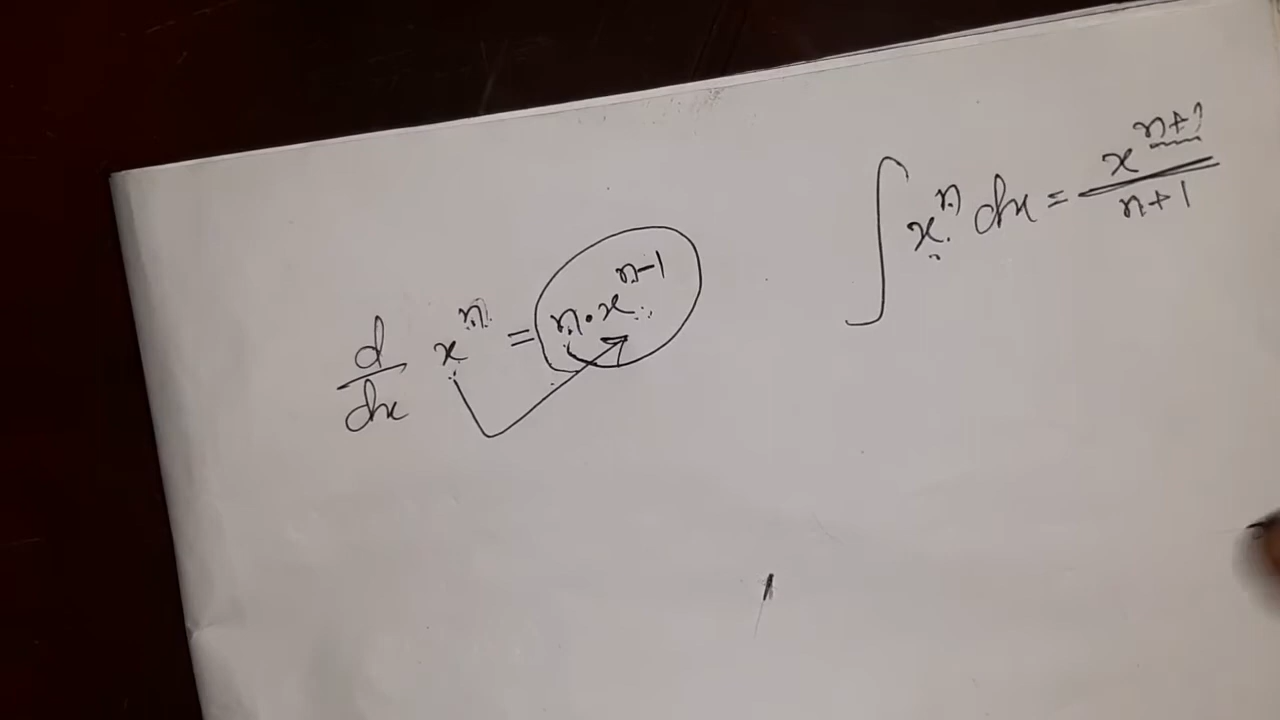 d/dx x^n = n·x^{n-1}
∫ x^n dx = x^{n+1}/n+1